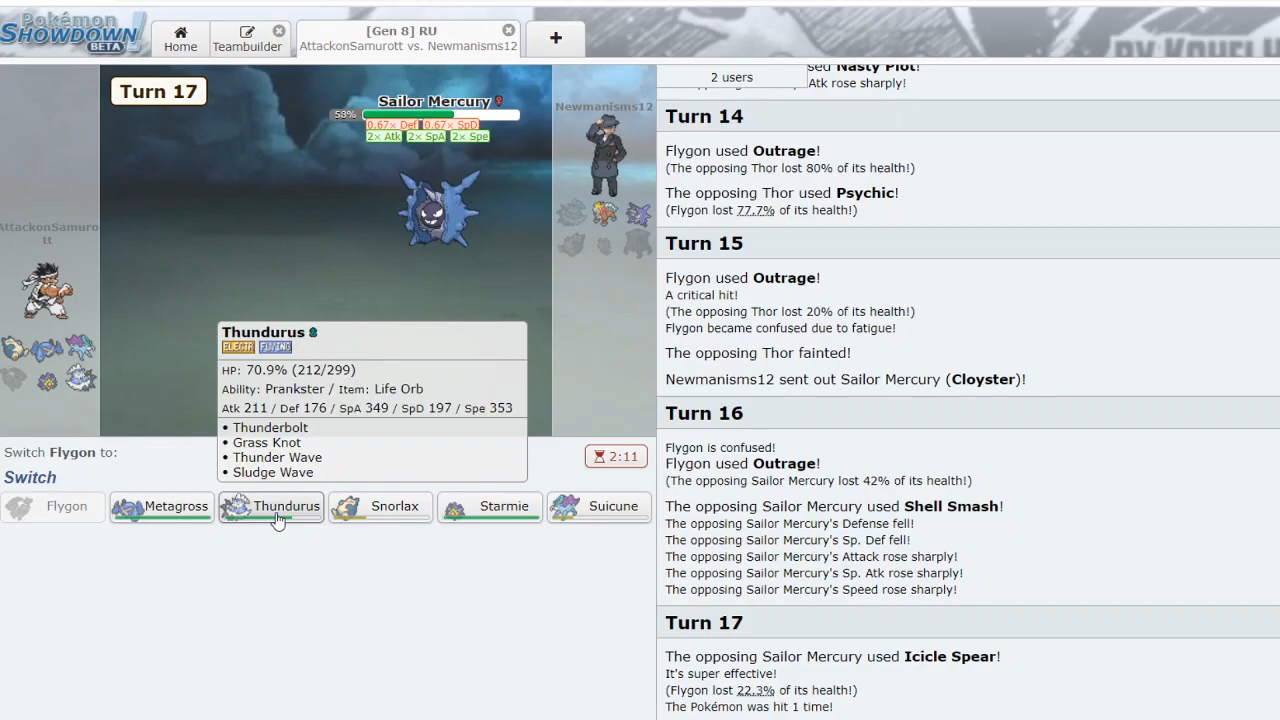 Pokémon
SHOWDOWN
BETA
Home
Teambuilder
[Gen 8] RU
AttackonSamurott vs. Newmanisms12
+
Turn 17
Sailor Mercury
58%
0.67× Def 0.67× SpD
2× Atk 2× SpA 2× Spe
Newmanisms12
AttackonSamuro
tt
2 users
sed Nasty Plot!
Atk rose sharply!
Turn 14
Flygon used Outrage!
(The opposing Thor lost 80% of its health!)
The opposing Thor used Psychic!
(Flygon lost 77.7% of its health!)
Turn 15
Flygon used Outrage!
A critical hit!
(The opposing Thor lost 20% of its health!)
Flygon became confused due to fatigue!
The opposing Thor fainted!
Newmanisms12 sent out Sailor Mercury (Cloyster)!
Turn 16
Flygon is confused!
Flygon used Outrage!
(The opposing Sailor Mercury lost 42% of its health!)
The opposing Sailor Mercury used Shell Smash!
The opposing Sailor Mercury's Defense fell!
The opposing Sailor Mercury's Sp. Def fell!
The opposing Sailor Mercury's Attack rose sharply!
The opposing Sailor Mercury's Sp. Atk rose sharply!
The opposing Sailor Mercury's Speed rose sharply!
Turn 17
The opposing Sailor Mercury used Icicle Spear!
It's super effective!
(Flygon lost 22.3% of its health!)
The Pokémon was hit 1 time!
Thundurus
ELECTR FLYING
HP: 70.9% (212/299)
Ability: Prankster / Item: Life Orb
Atk 211 / Def 176 / SpA 349 / SpD 197 / Spe 353
• Thunderbolt
• Grass Knot
• Thunder Wave
• Sludge Wave
Switch Flygon to:
2:11
Switch
Flygon Metagross Thundurus Snorlax Starmie Suicune